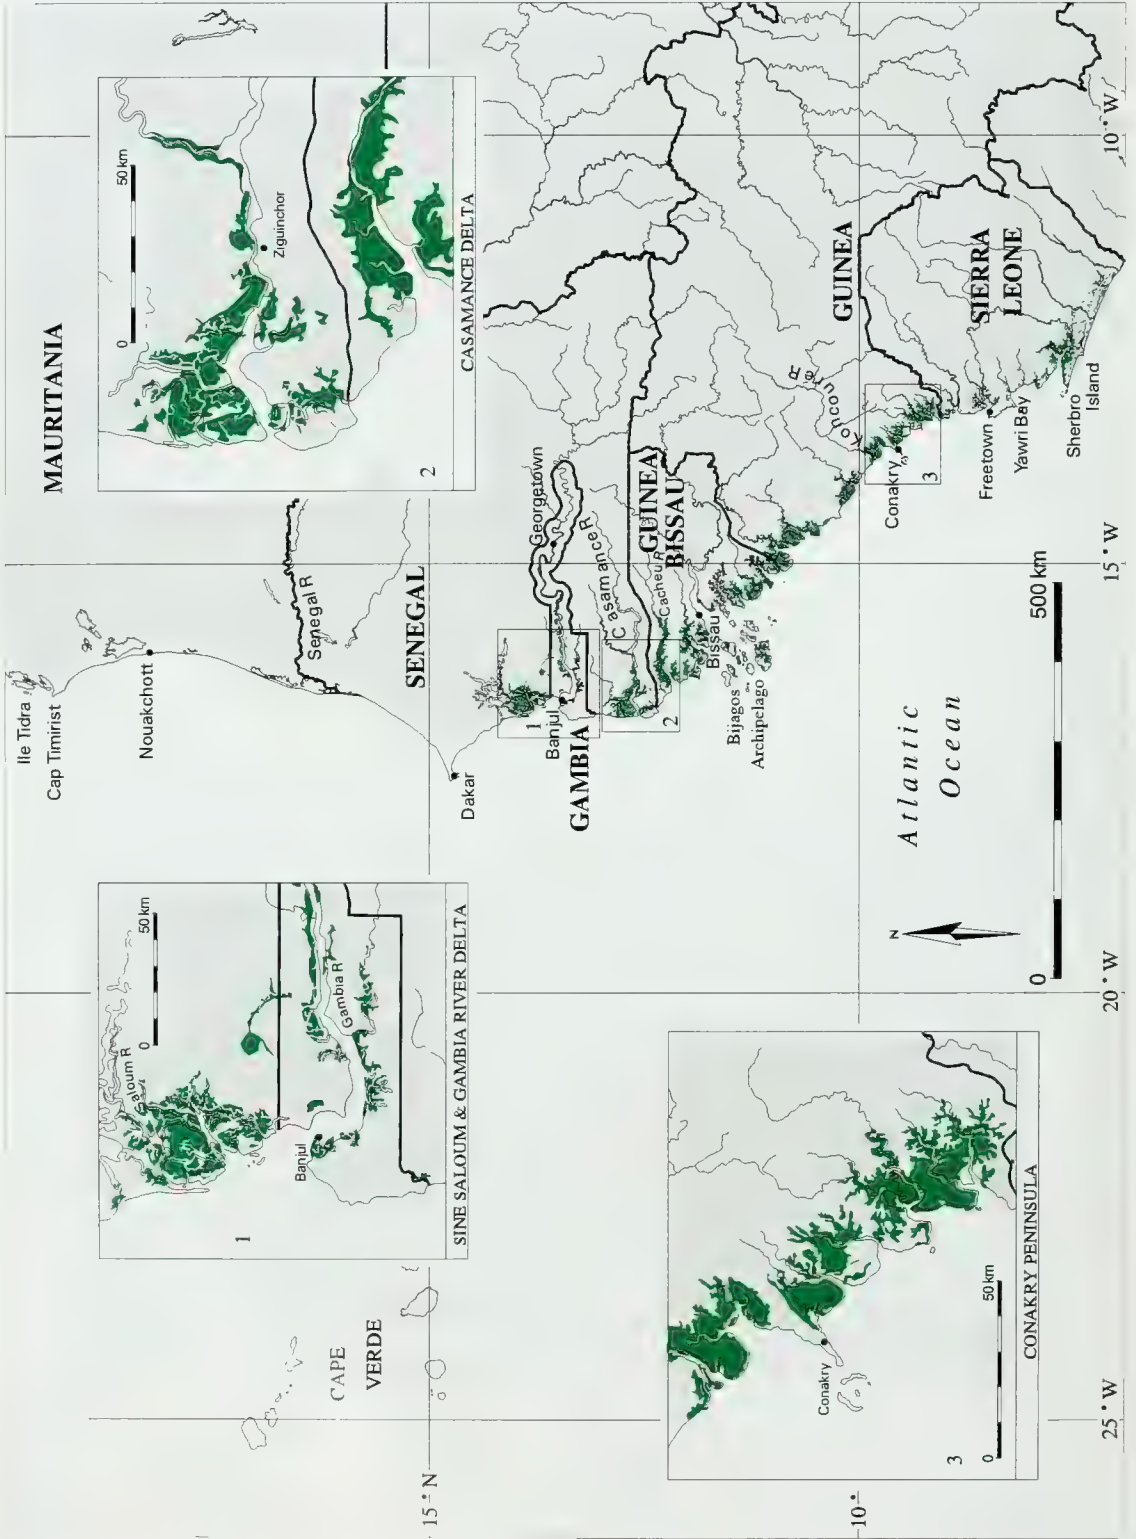 MAURITANIA
Ile Tidra
Cap Timirist
Nouakchott
Senegal R
SENEGAL
Dakar
Georgetown
1
Banjul
GAMBIA
Casamance R
2
GUINEA
BISSAU
Cacheu R
Bissau
Bijagos
Archipelago
GUINEA
Koncouré R
Conakry
3
SIERRA
LEONE
Freetown
Yawri Bay
Sherbro
Island
Atlantic
Ocean
N
0
500 km
CAPE
VERDE
15° N
10°
25° W
20° W
15° W
10° W
1
Saloum R
0
50 km
Gambia R
Banjul
SINE SALOUM & GAMBIA RIVER DELTA
2
0
50 km
Ziguinchor
CASAMANCE DELTA
3
0
50 km
Conakry
CONAKRY PENINSULA